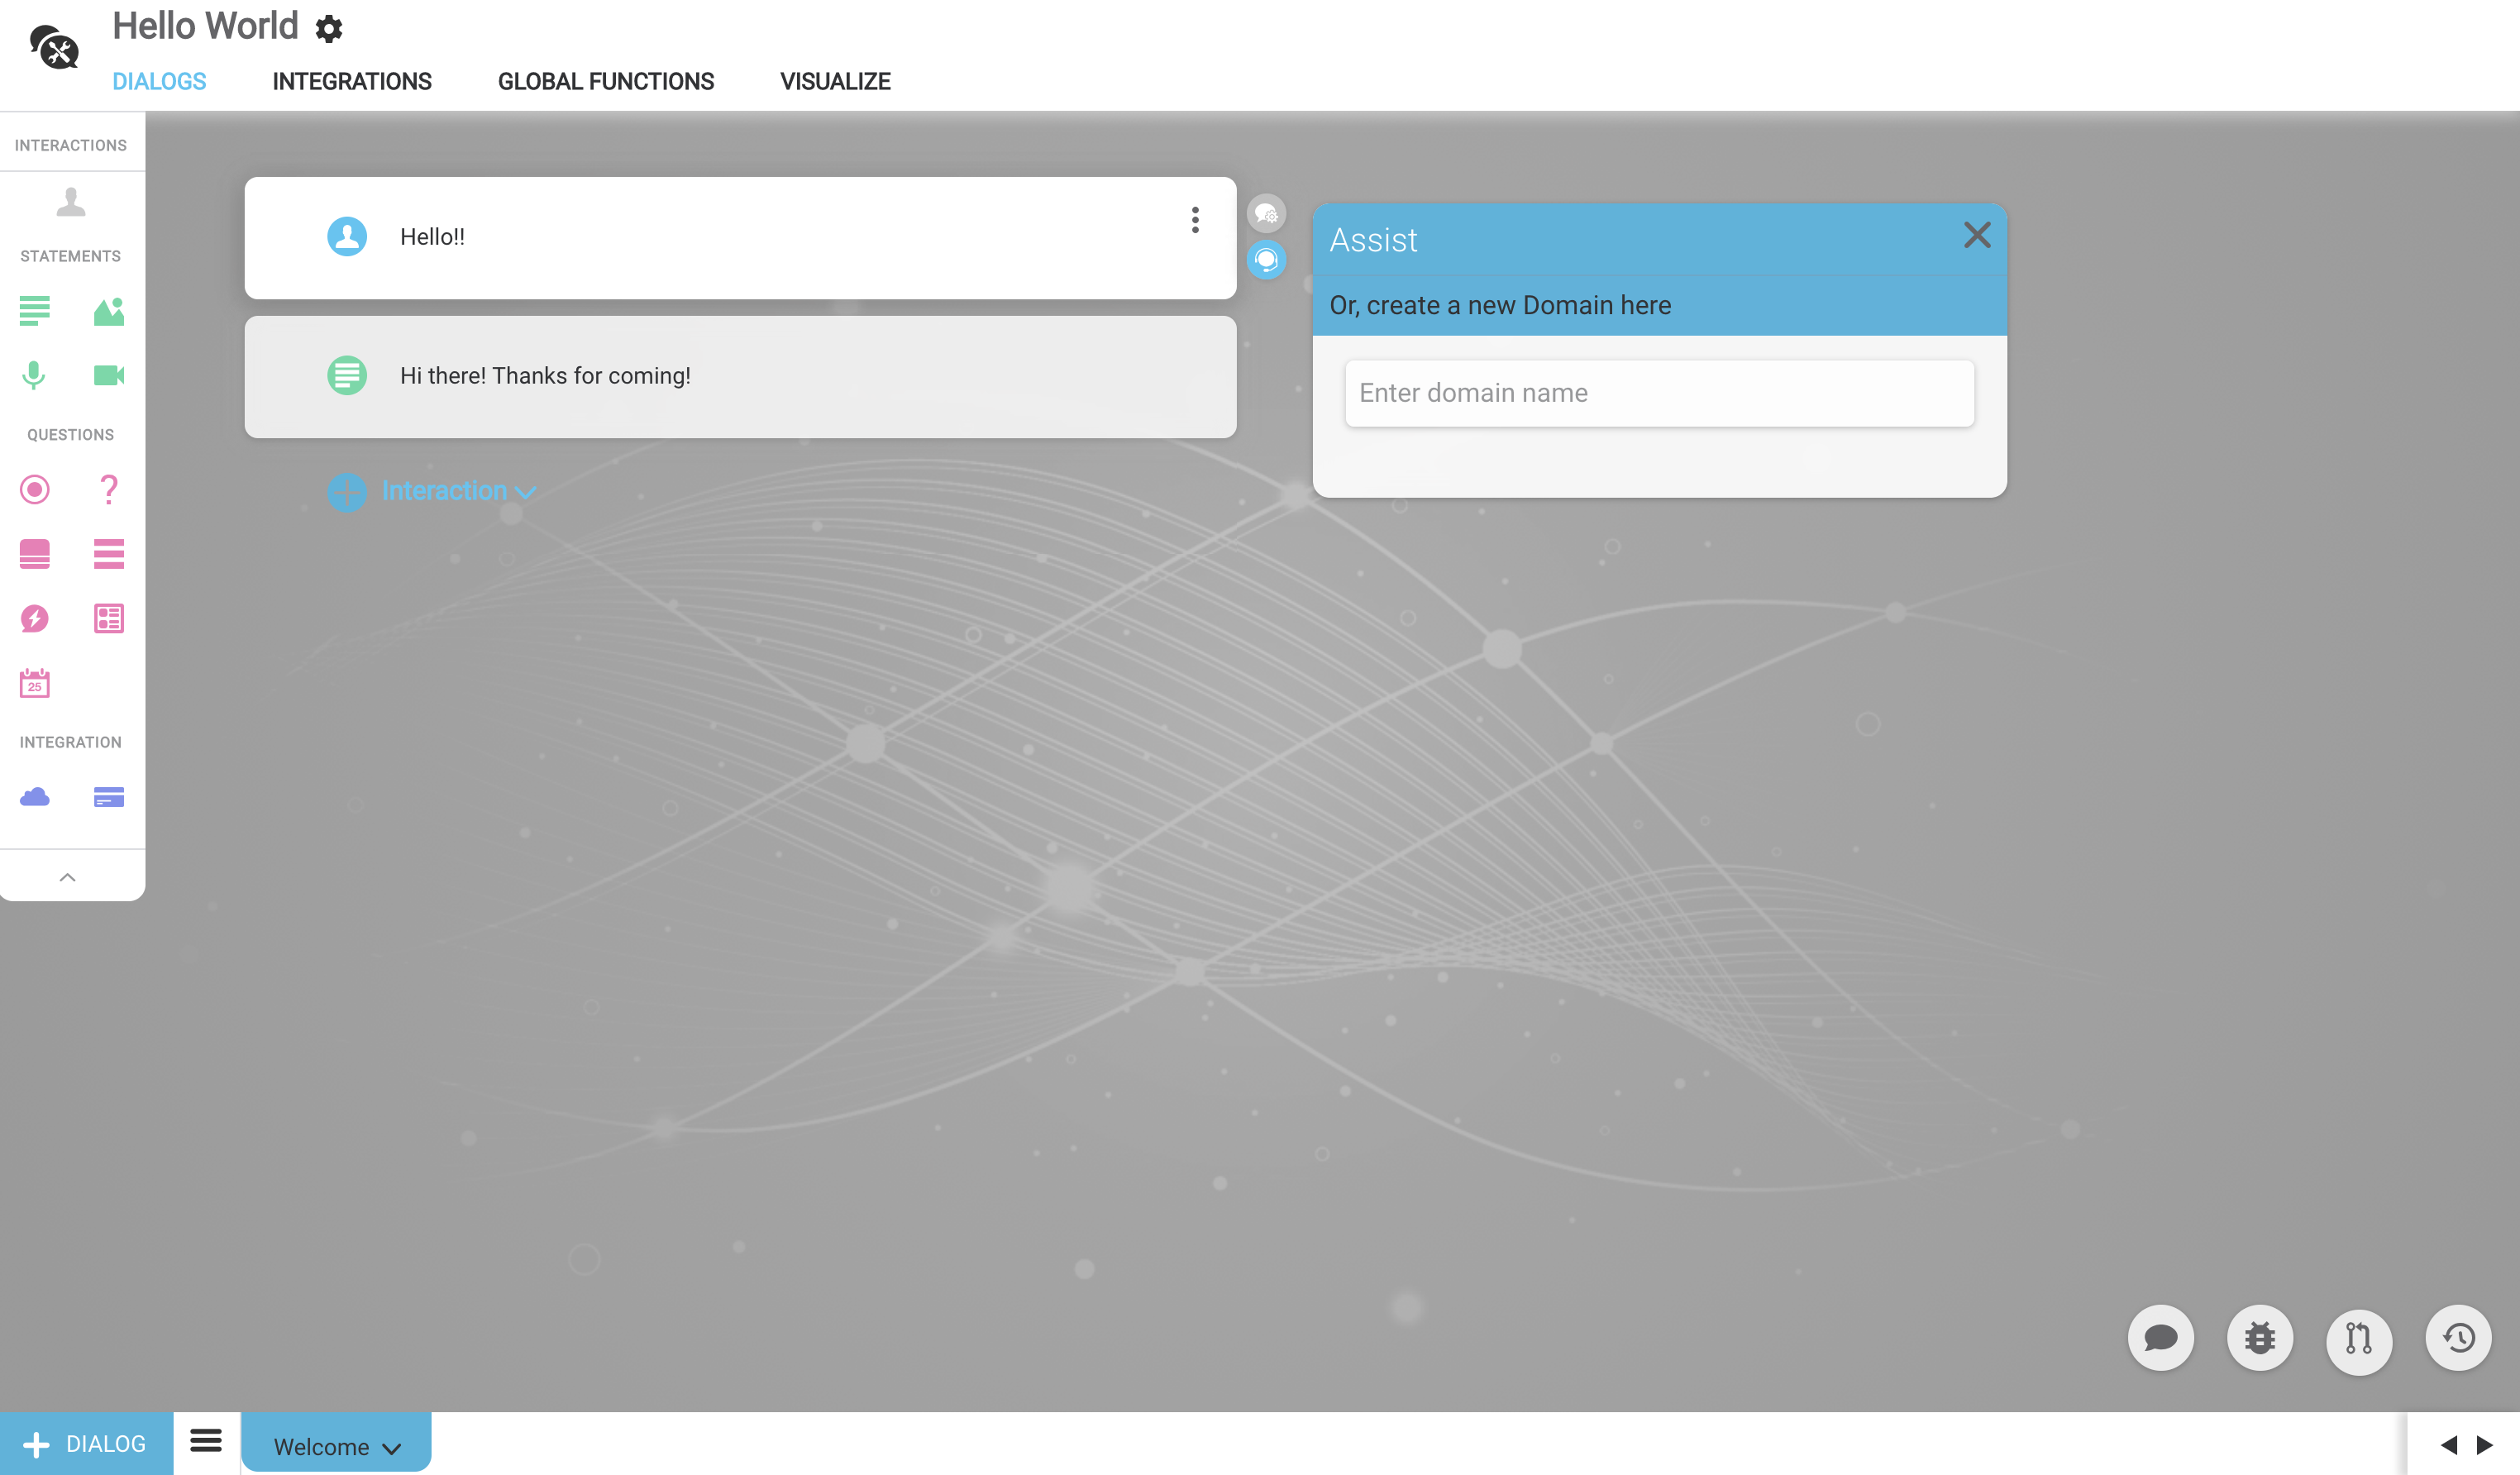 Hello World
DIALOGS INTEGRATIONS GLOBAL FUNCTIONS VISUALIZE
INTERACTIONS
STATEMENTS
QUESTIONS
25
INTEGRATION
Hello!!
Hi there! Thanks for coming!
Interaction
Assist
Or, create a new Domain here
Enter domain name
DIALOG
Welcome